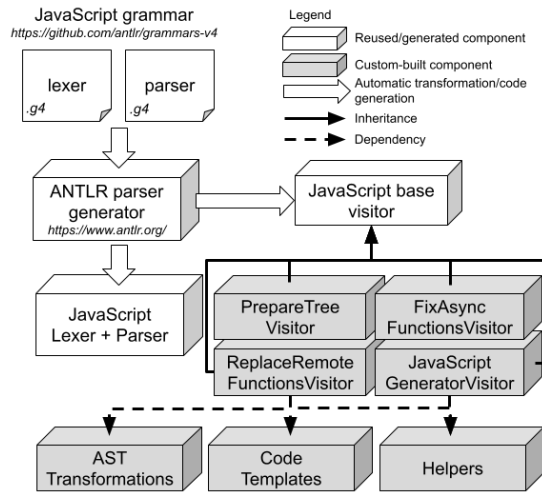 JavaScript grammar
https://github.com/antlr/grammars-v4
lexer
.g4
parser
.g4
Legend
Reused/generated component
Custom-built component
Automatic transformation/code
generation
Inheritance
Dependency
ANTLR parser
generator
https://www.antlr.org/
JavaScript base
visitor
JavaScript
Lexer + Parser
PrepareTree
Visitor
FixAsync
FunctionsVisitor
ReplaceRemote
FunctionsVisitor
JavaScript
GeneratorVisitor
AST
Transformations
Code
Templates
Helpers